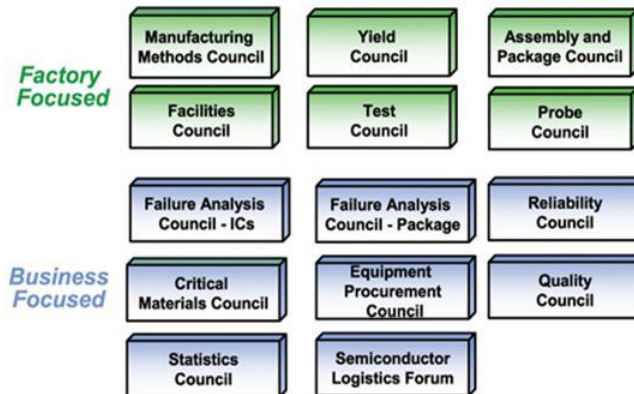 Factory
Focused
Manufacturing
Methods Council
Yield
Council
Assembly and
Package Council
Facilities
Council
Test
Council
Probe
Council
Business
Focused
Failure Analysis
Council - ICs
Failure Analysis
Council - Package
Reliability
Council
Critical
Materials Council
Equipment
Procurement
Council
Quality
Council
Statistics
Council
Semiconductor
Logistics Forum